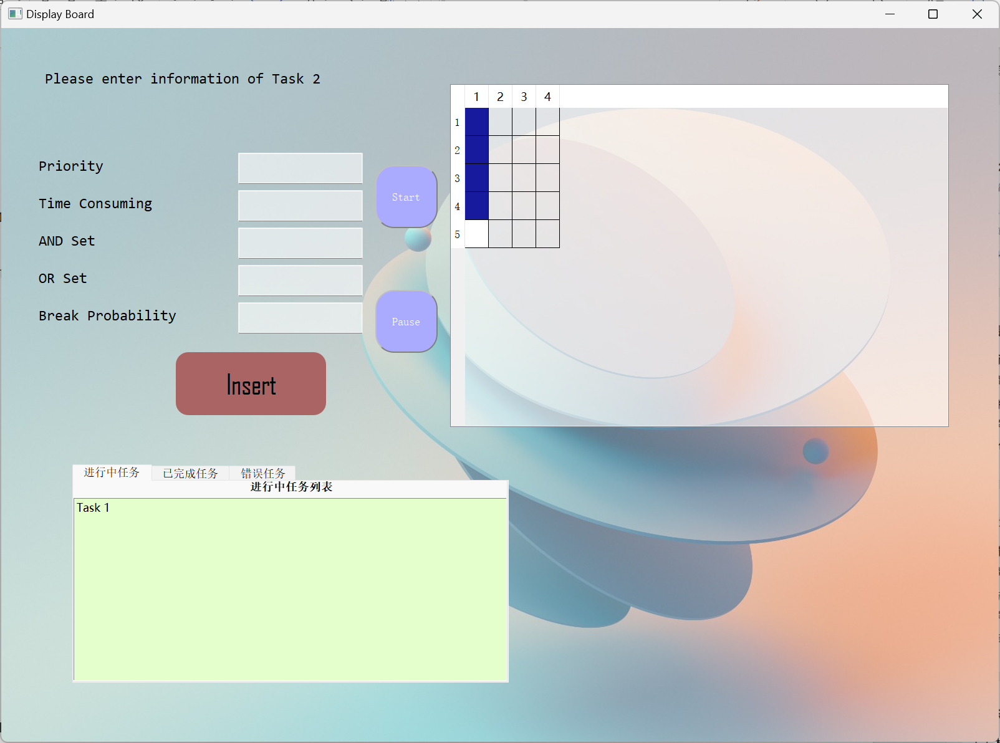 Display Board
Please enter information of Task 2
Priority
Time Consuming
AND Set
OR Set
Break Probability
Insert
Start
Pause
1 2 3 4
1
2
3
4
5
进行中任务 已完成任务 错误任务
进行中任务列表
Task 1